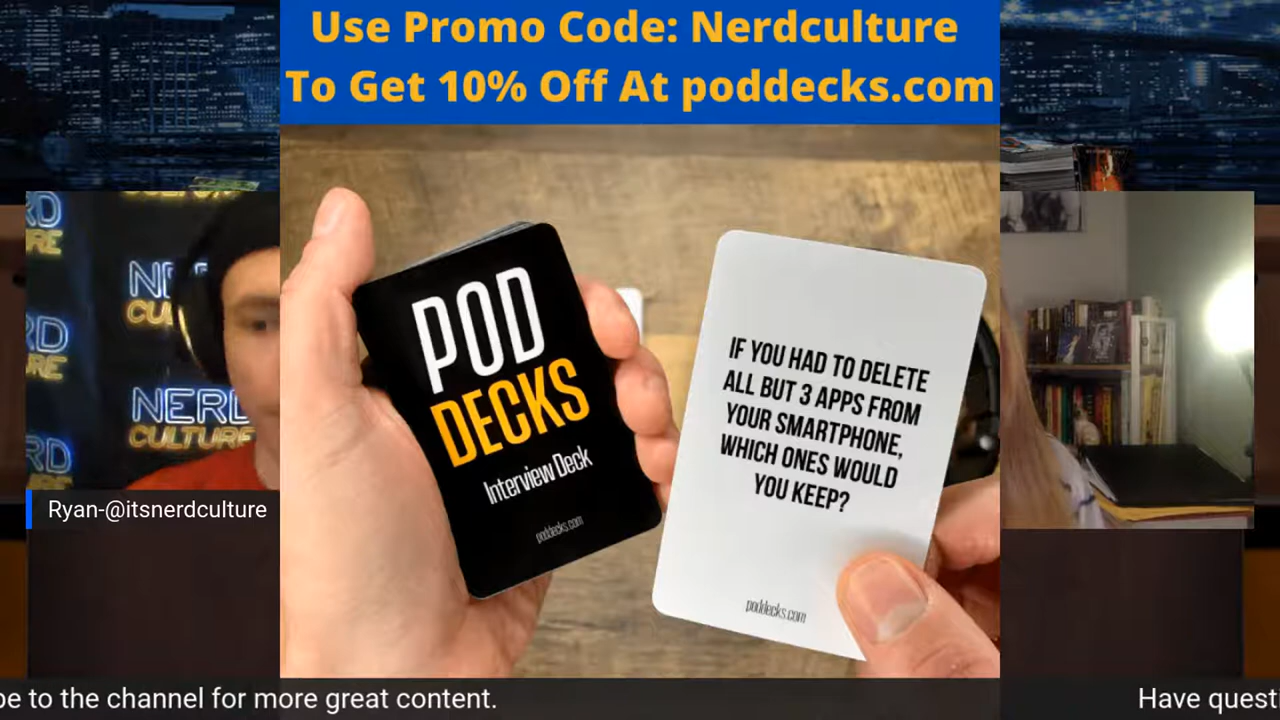 Use Promo Code: Nerdculture
To Get 10% Off At poddecks.com
POD
DECKS
Interview Deck
poddecks.com
IF YOU HAD TO DELETE
ALL BUT 3 APPS FROM
YOUR SMARTPHONE,
WHICH ONES WOULD
YOU KEEP?
poddecks.com
NERD
CULTURE
Ryan-@itsnerdculture
to the channel for more great content.
Have